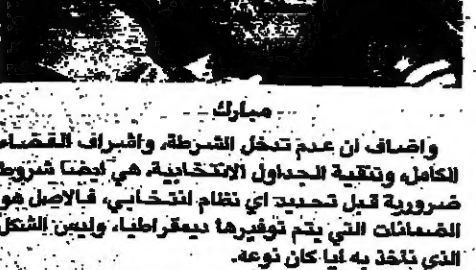 مبارك
واضاف ان عدم تدخل الشرطة، واشراف القضاء
الكامل، وتنقية الجداول الانتخابية، هي ايضا شروط
ضرورية قبل تحديد اي نظام انتخابي، فالاصل هو
الضمانات التي يتم توفيرها ديمقراطيا، وليس الشكل
الذي نأخذ به أيا كان نوعه.